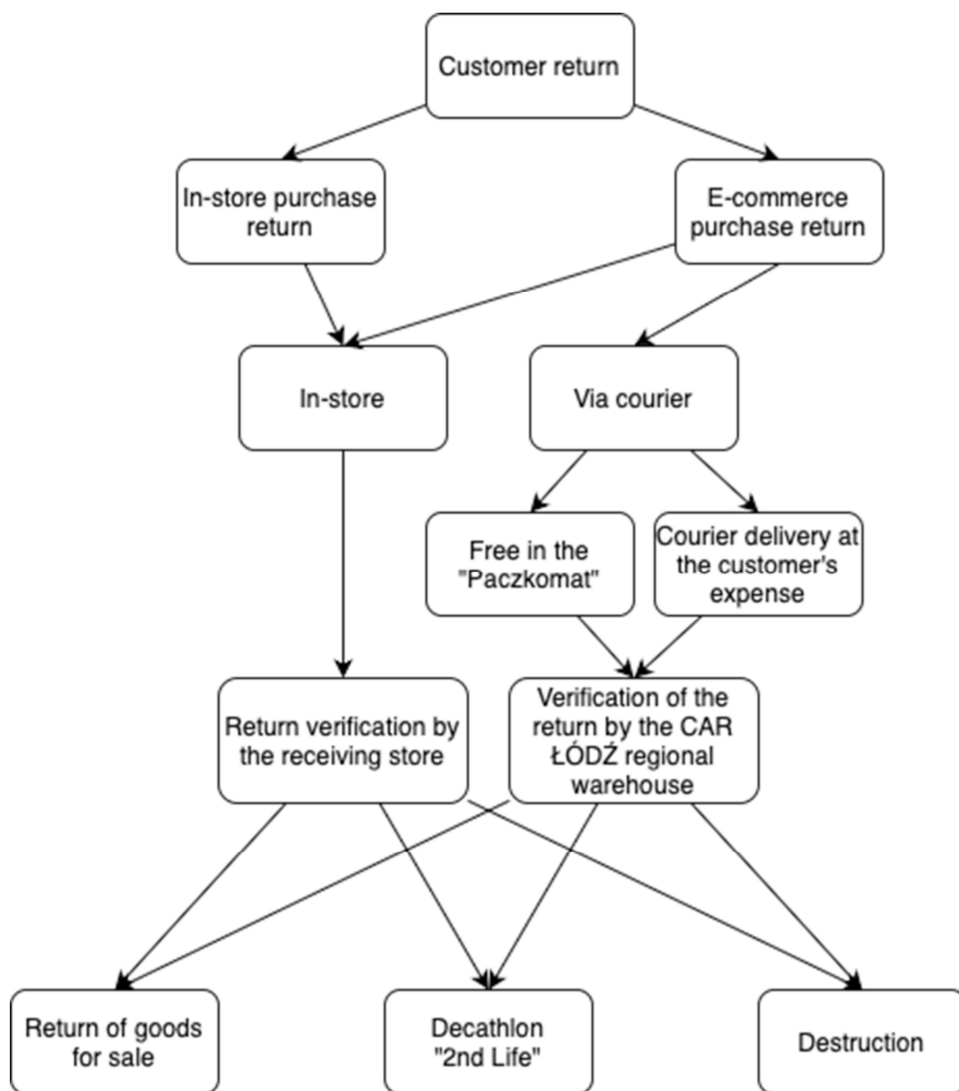 Customer return
In-store purchase
return
E-commerce
purchase return
In-store
Via courier
Free in the
"Paczkomat"
Courier delivery at
the customer's
expense
Return verification by
the receiving store
Verification of the
return by the CAR
ŁÓDŹ regional
warehouse
Return of goods
for sale
Decathlon
"2nd Life"
Destruction